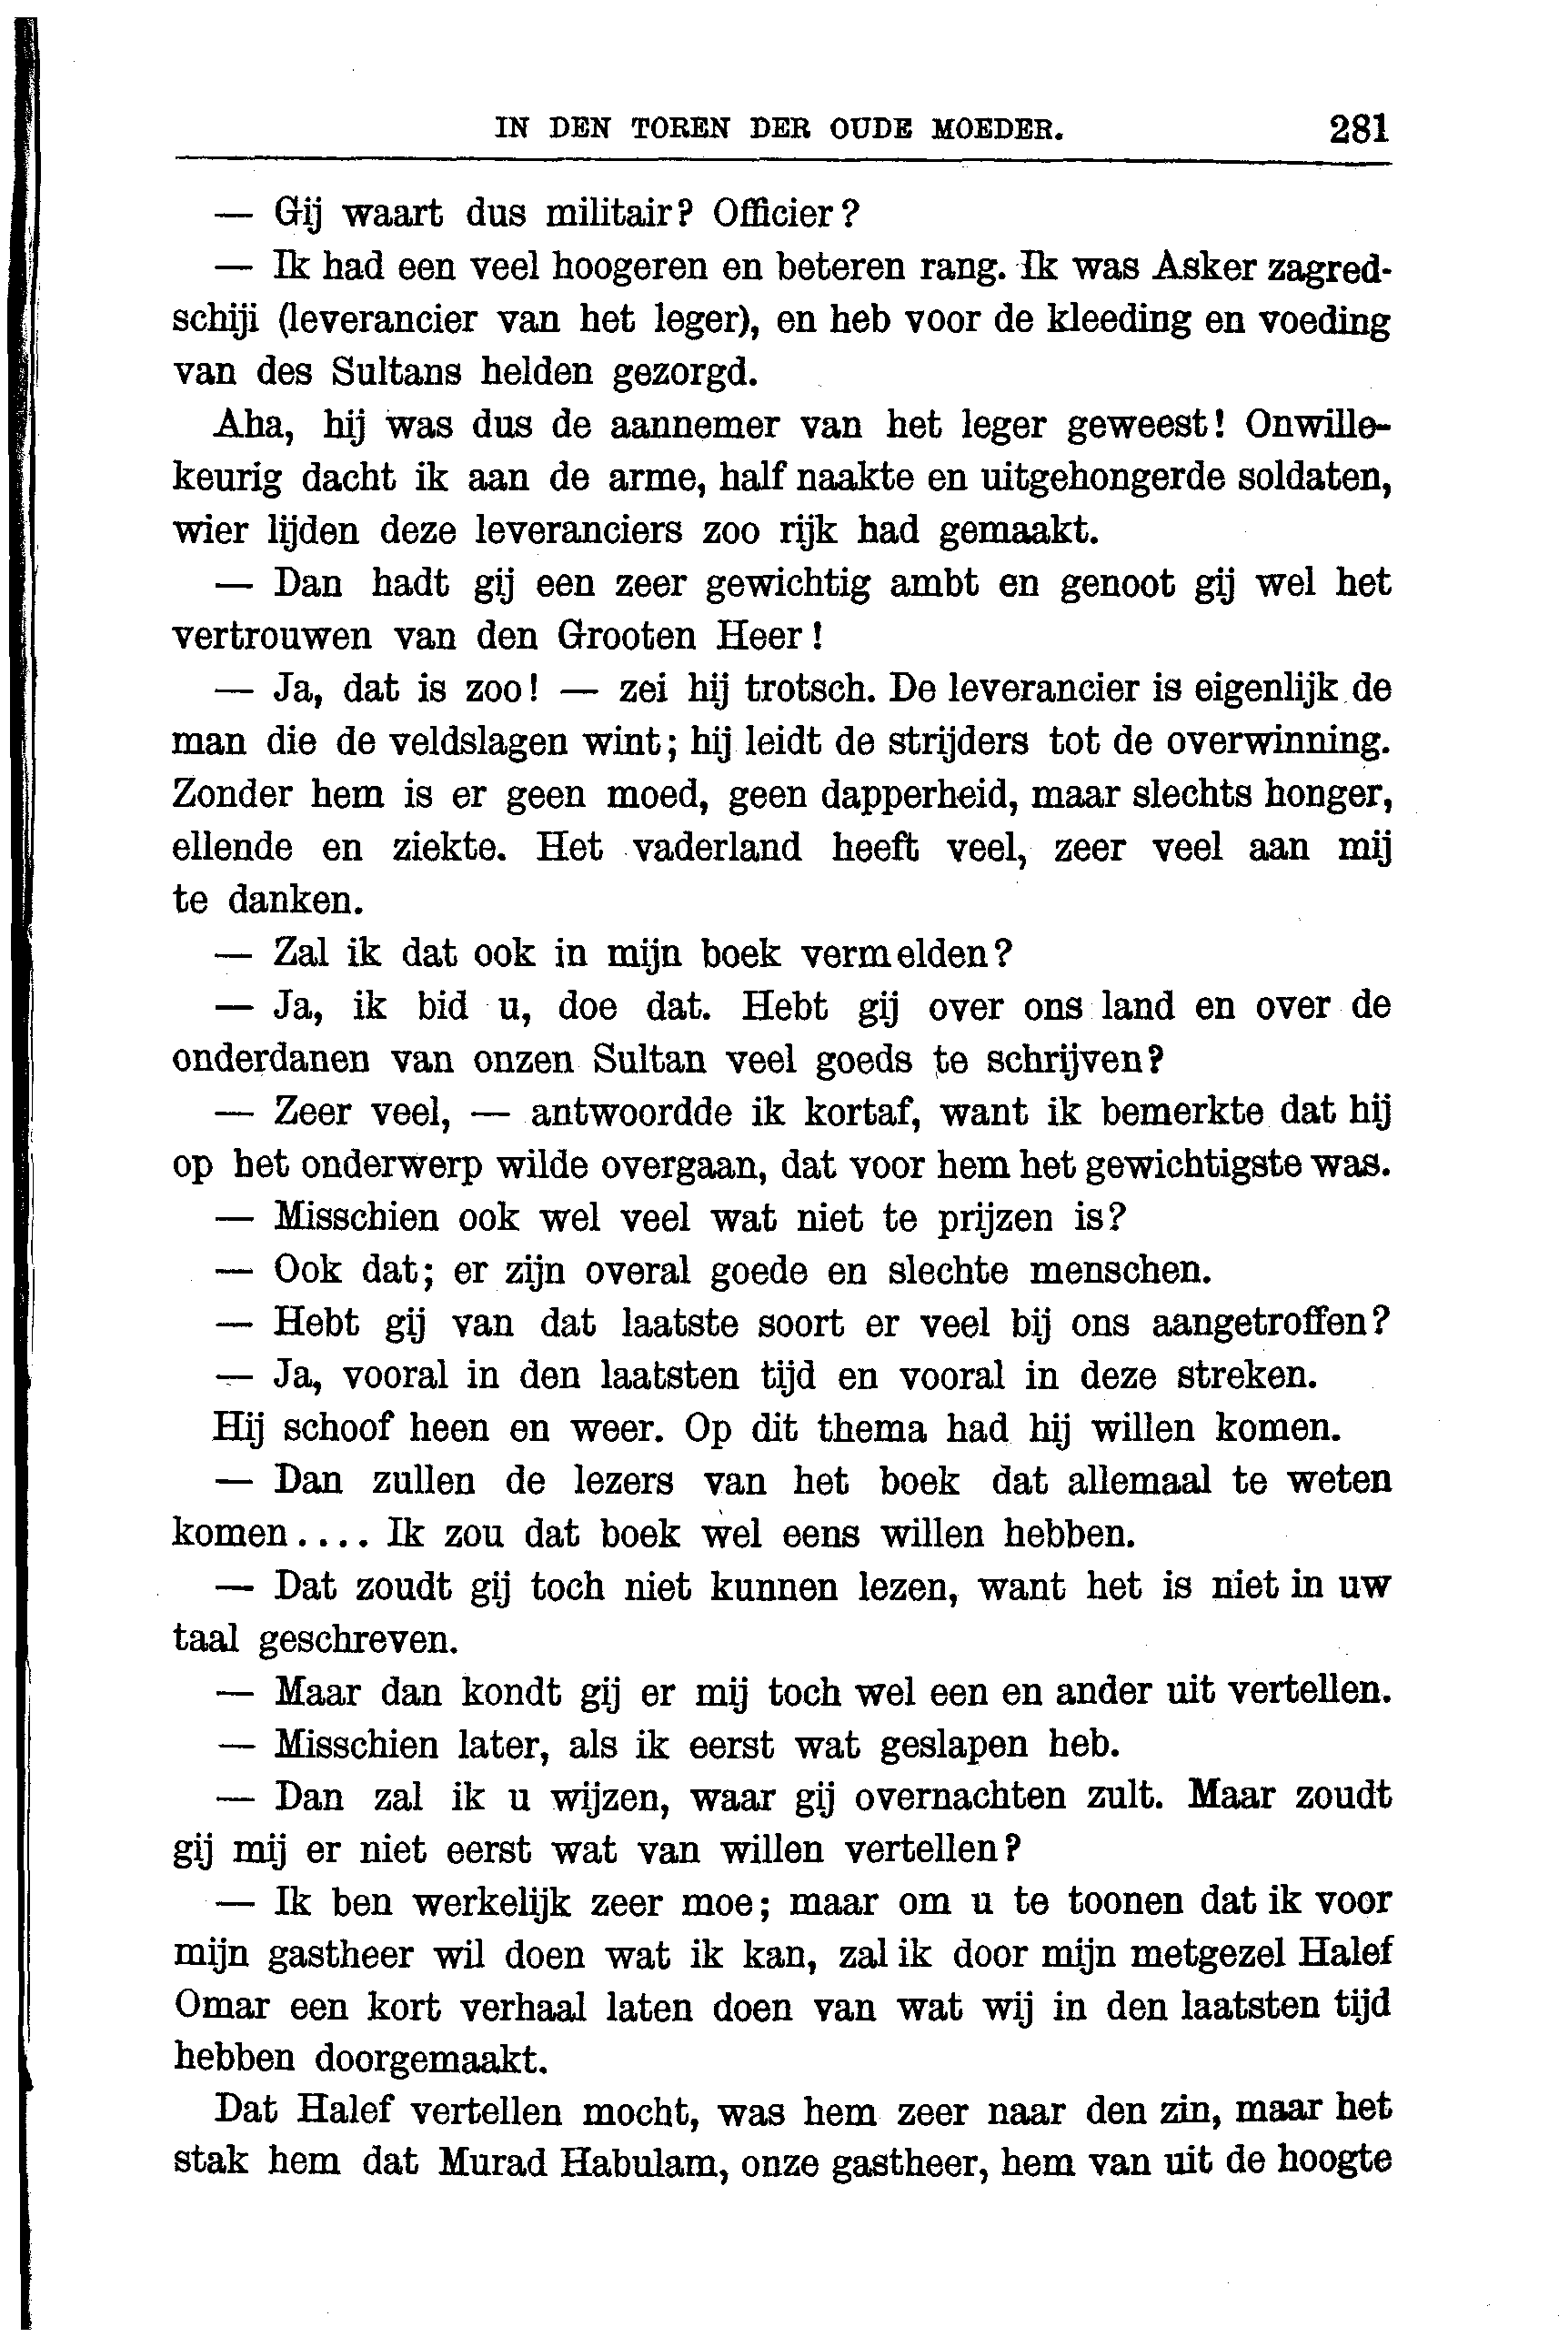 IN DEN TOREN DER OUDE MOEDER. 281
— Gij waart dus militair? Officier?
— Ik had een veel hoogeren en beteren rang. Ik was Asker zagred-
schiji (leverancier van het leger), en heb voor de kleeding en voeding
van des Sultans helden gezorgd.
Aha, hij was dus de aannemer van het leger geweest! Onwille-
keurig dacht ik aan de arme, half naakte en uitgehongerde soldaten,
wier lijden deze leveranciers zoo rijk had gemaakt.
— Dan hadt gij een zeer gewichtig ambt en genoot gij wel het
vertrouwen van den Grooten Heer!
— Ja, dat is zoo! — zei hij trotsch. De leverancier is eigenlijk de
man die de veldslagen wint; hij leidt de strijders tot de overwinning.
Zonder hem is er geen moed, geen dapperheid, maar slechts honger,
ellende en ziekte. Het vaderland heeft veel, zeer veel aan mij
te danken.
— Zal ik dat ook in mijn boek vermelden?
— Ja, ik bid u, doe dat. Hebt gij over ons land en over de
onderdanen van onzen Sultan veel goeds te schrijven?
— Zeer veel, — antwoordde ik kortaf, want ik bemerkte dat hij
op het onderwerp wilde overgaan, dat voor hem het gewichtigste was.
— Misschien ook wel veel wat niet te prijzen is?
— Ook dat; er zijn overal goede en slechte menschen.
— Hebt gij van dat laatste soort er veel bij ons aangetroffen?
— Ja, vooral in den laatsten tijd en vooral in deze streken.
Hij schoof heen en weer. Op dit thema had hij willen komen.
— Dan zullen de lezers van het boek dat allemaal te weten
komen.... Ik zou dat boek wel eens willen hebben.
— Dat zoudt gij toch niet kunnen lezen, want het is niet in uw
taal geschreven.
— Maar dan kondt gij er mij toch wel een en ander uit vertellen.
— Misschien later, als ik eerst wat geslapen heb.
— Dan zal ik u wijzen, waar gij overnachten zult. Maar zoudt
gij mij er niet eerst wat van willen vertellen?
— Ik ben werkelijk zeer moe; maar om u te toonen dat ik voor
mijn gastheer wil doen wat ik kan, zal ik door mijn metgezel Halef
Omar een kort verhaal laten doen van wat wij in den laatsten tijd
hebben doorgemaakt.
Dat Halef vertellen mocht, was hem zeer naar den zin, maar het
stak hem dat Murad Habulam, onze gastheer, hem van uit de hoogte